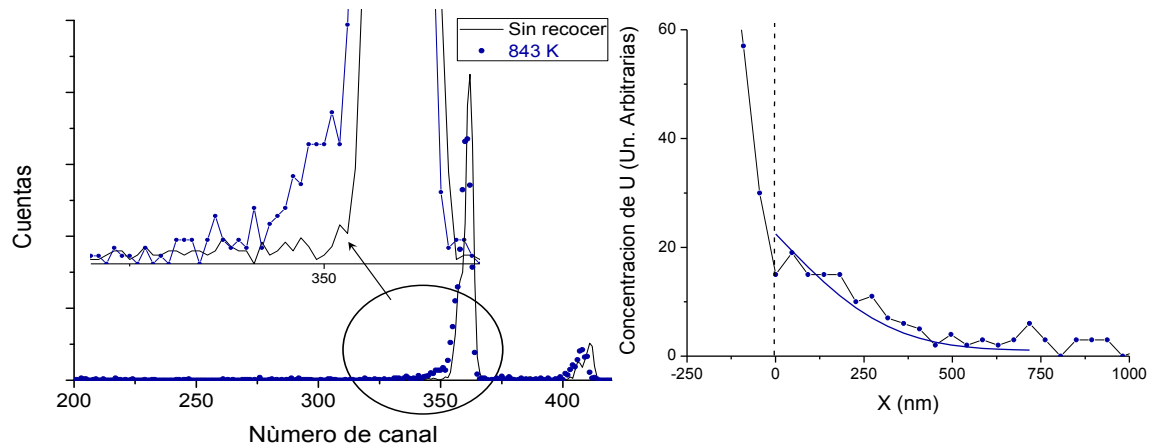 Sin recocer
843 K
Cuentas
350
200
250
300
350
400
Nùmero de canal
Concentracion de U (Un. Arbitrarias)
60
40
20
0
-250
0
250
500
750
1000
X (nm)